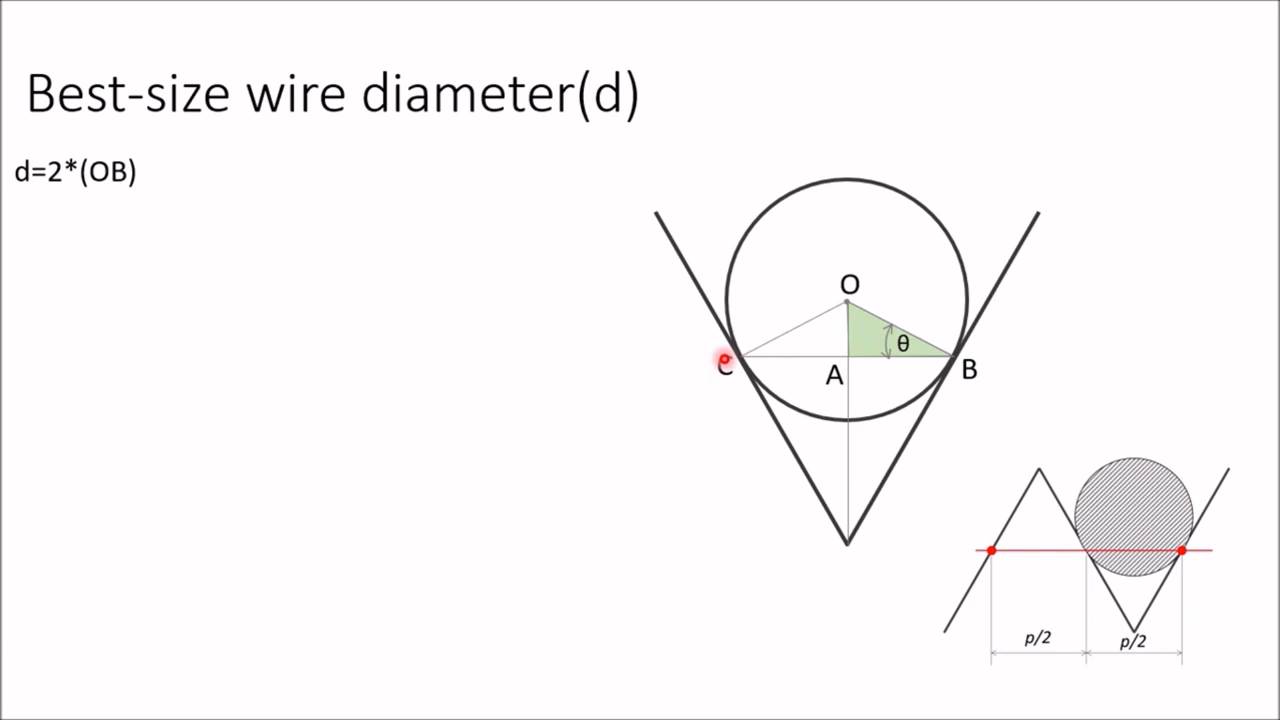 Best-size wire diameter(d)
d=2*(OB)
O
θ
C
A
B
p/2
p/2